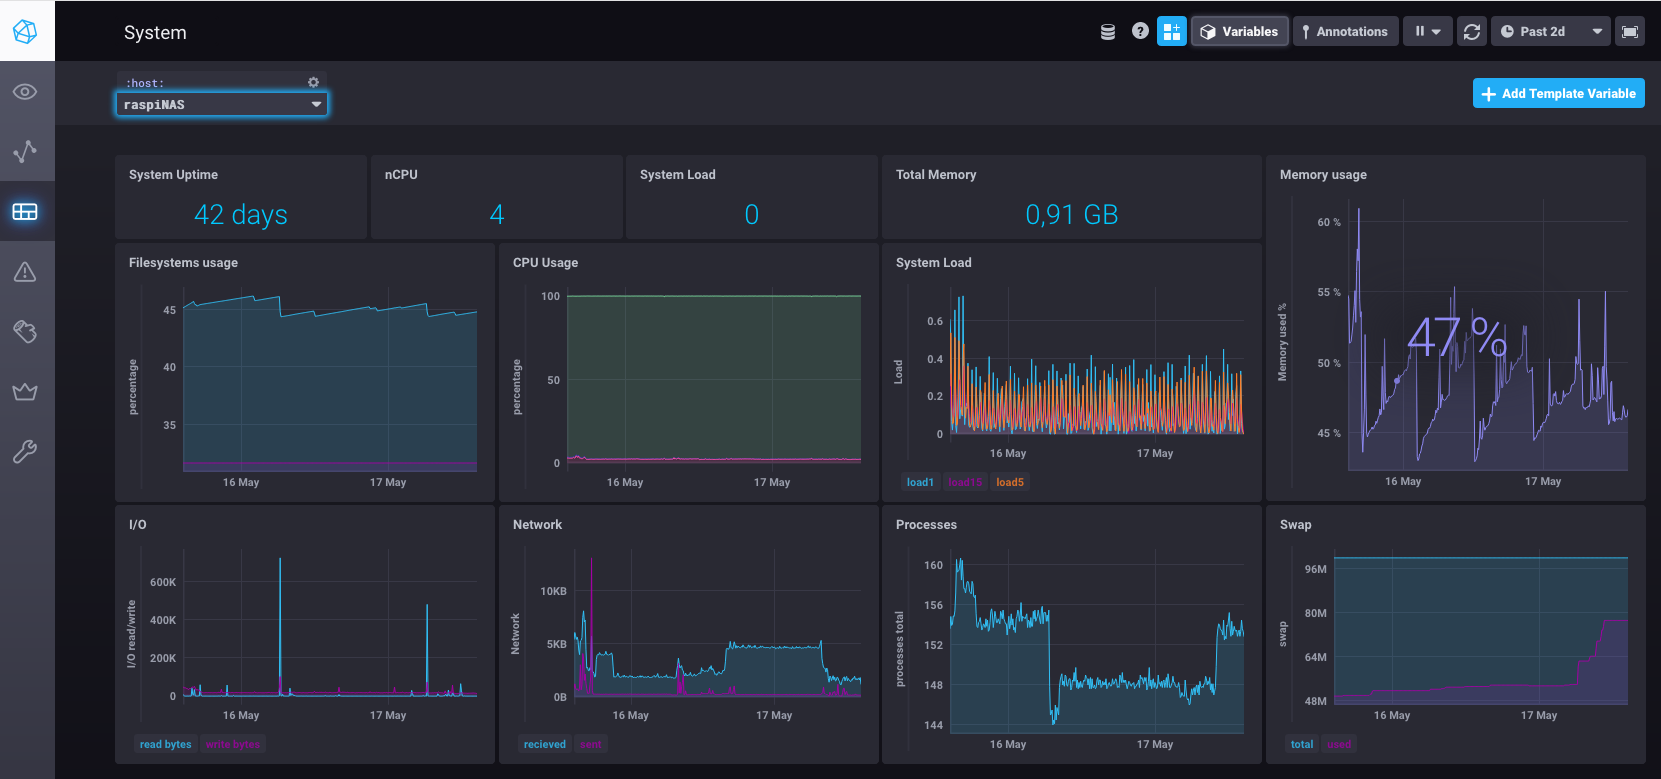 System
?
Variables
Annotations
Past 2d
:host:
raspiNAS
Add Template Variable
System Uptime
42 days
nCPU
4
System Load
0
Total Memory
0,91 GB
Memory usage
Memory used %
60 %
55 %
50 %
45 %
47 %
16 May
17 May
Filesystems usage
percentage
45
40
35
16 May
17 May
CPU Usage
percentage
100
50
0
16 May
17 May
System Load
Load
0.6
0.4
0.2
0
16 May
17 May
load1
load15
load5
I/O
I/O read/write
600K
400K
200K
0
16 May
17 May
read bytes
write bytes
Network
Network
10KB
5KB
0B
16 May
17 May
recieved
sent
Processes
processes total
160
156
152
148
144
16 May
17 May
Swap
swap
96M
80M
64M
48M
16 May
17 May
total
used